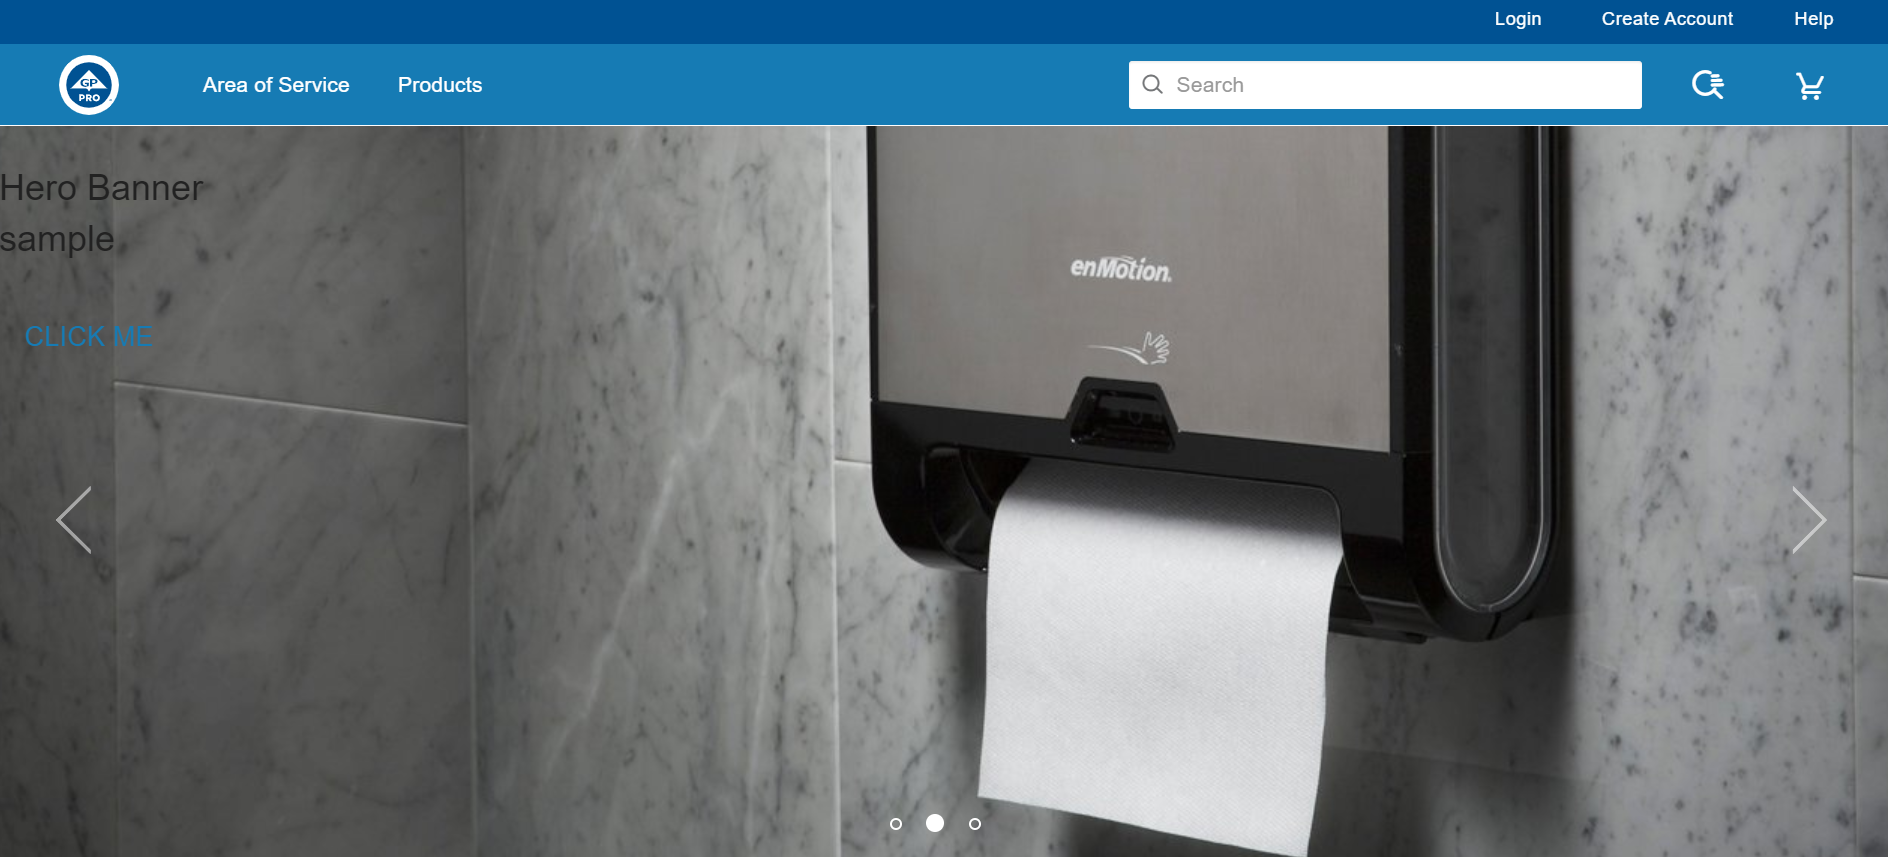 Login Create Account Help
GP
PRO
Area of Service Products
Search
Hero Banner
sample
enMotion
CLICK ME